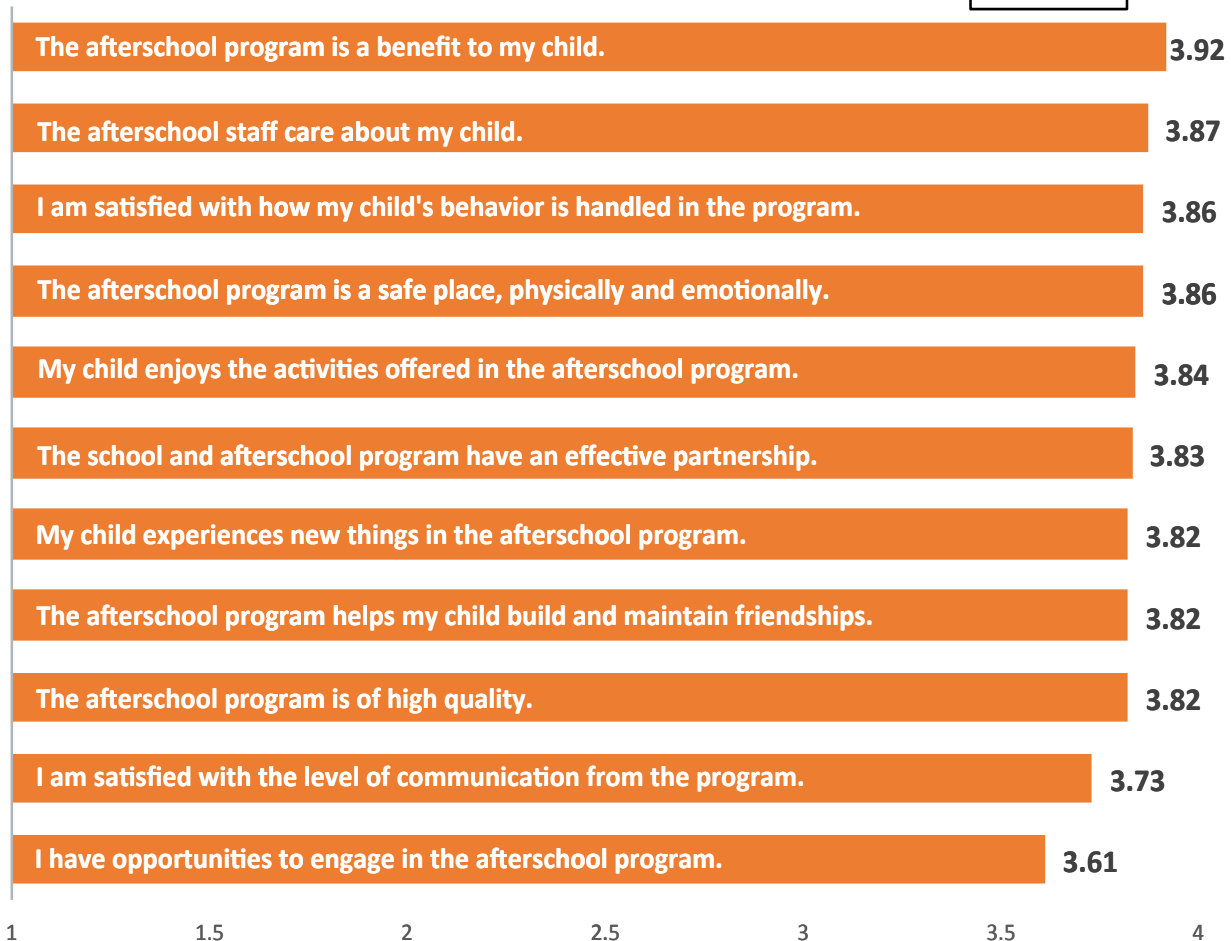 The afterschool program is a benefit to my child. 3.92
The afterschool staff care about my child. 3.87
I am satisfied with how my child's behavior is handled in the program. 3.86
The afterschool program is a safe place, physically and emotionally. 3.86
My child enjoys the activities offered in the afterschool program. 3.84
The school and afterschool program have an effective partnership. 3.83
My child experiences new things in the afterschool program. 3.82
The afterschool program helps my child build and maintain friendships. 3.82
The afterschool program is of high quality. 3.82
I am satisfied with the level of communication from the program. 3.73
I have opportunities to engage in the afterschool program. 3.61
1 1.5 2 2.5 3 3.5 4